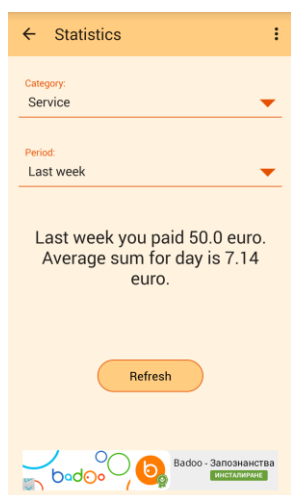 Statistics
Category:
Service
Period:
Last week
Last week you paid 50.0 euro.
Average sum for day is 7.14
euro.
Refresh
badoo
Badoo - Запознанства
ИНСТАЛИРАНЕ